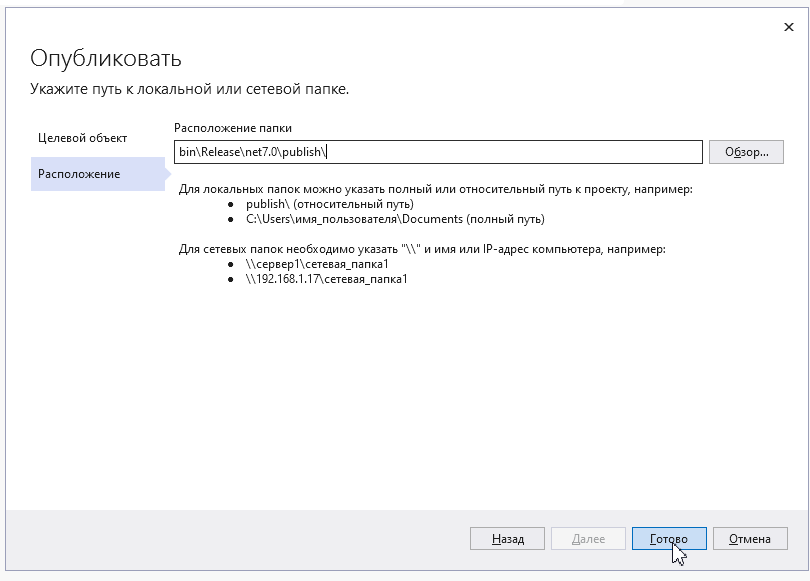 Опубликовать
Укажите путь к локальной или сетевой папке.
Целевой объект
Расположение
Расположение папки
bin\Release\net7.0\publish\
Обзор...
Для локальных папок можно указать полный или относительный путь к проекту, например:
● publish\ (относительный путь)
● C:\Users\имя_пользователя\Documents (полный путь)
Для сетевых папок необходимо указать "\\" и имя или IP-адрес компьютера, например:
● \\сервер1\сетевая_папка1
● \\192.168.1.17\сетевая_папка1
Назад
Далее
Готово
Отмена